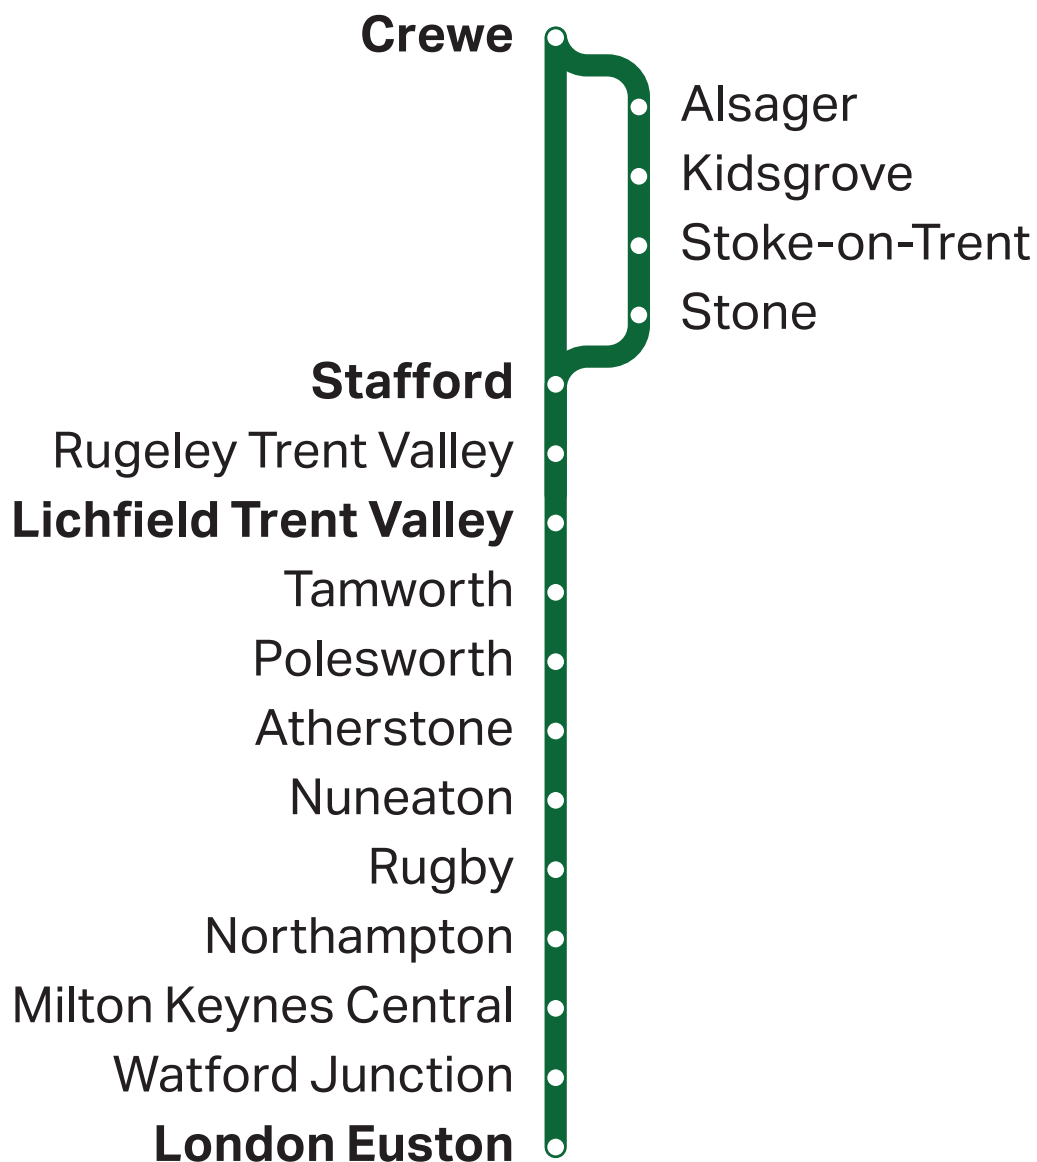 Crewe
Alsager
Kidsgrove
Stoke-on-Trent
Stone
Stafford
Rugeley Trent Valley
Lichfield Trent Valley
Tamworth
Polesworth
Atherstone
Nuneaton
Rugby
Northampton
Milton Keynes Central
Watford Junction
London Euston